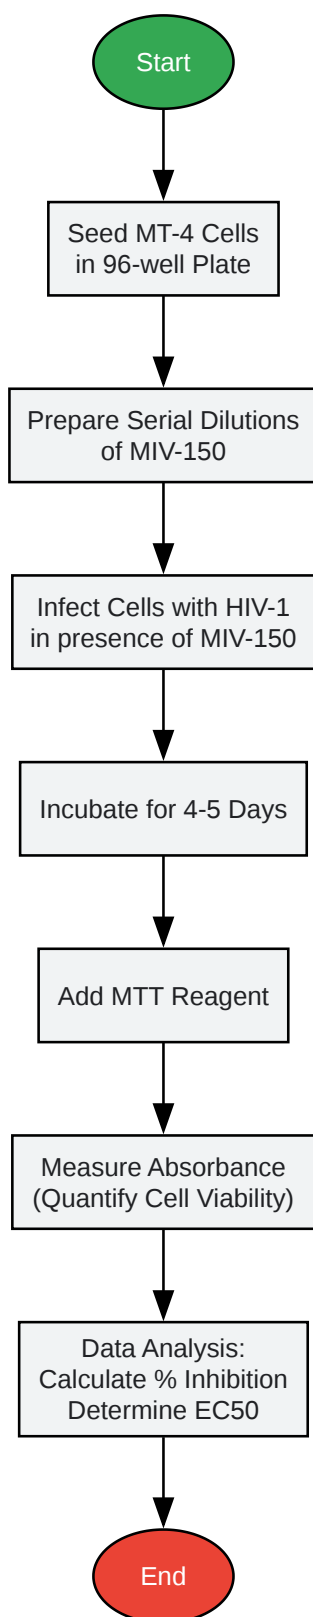 Start
Seed MT-4 Cells
in 96-well Plate
Prepare Serial Dilutions
of MIV-150
Infect Cells with HIV-1
in presence of MIV-150
Incubate for 4-5 Days
Add MTT Reagent
Measure Absorbance
(Quantify Cell Viability)
Data Analysis:
Calculate % Inhibition
Determine EC50
End